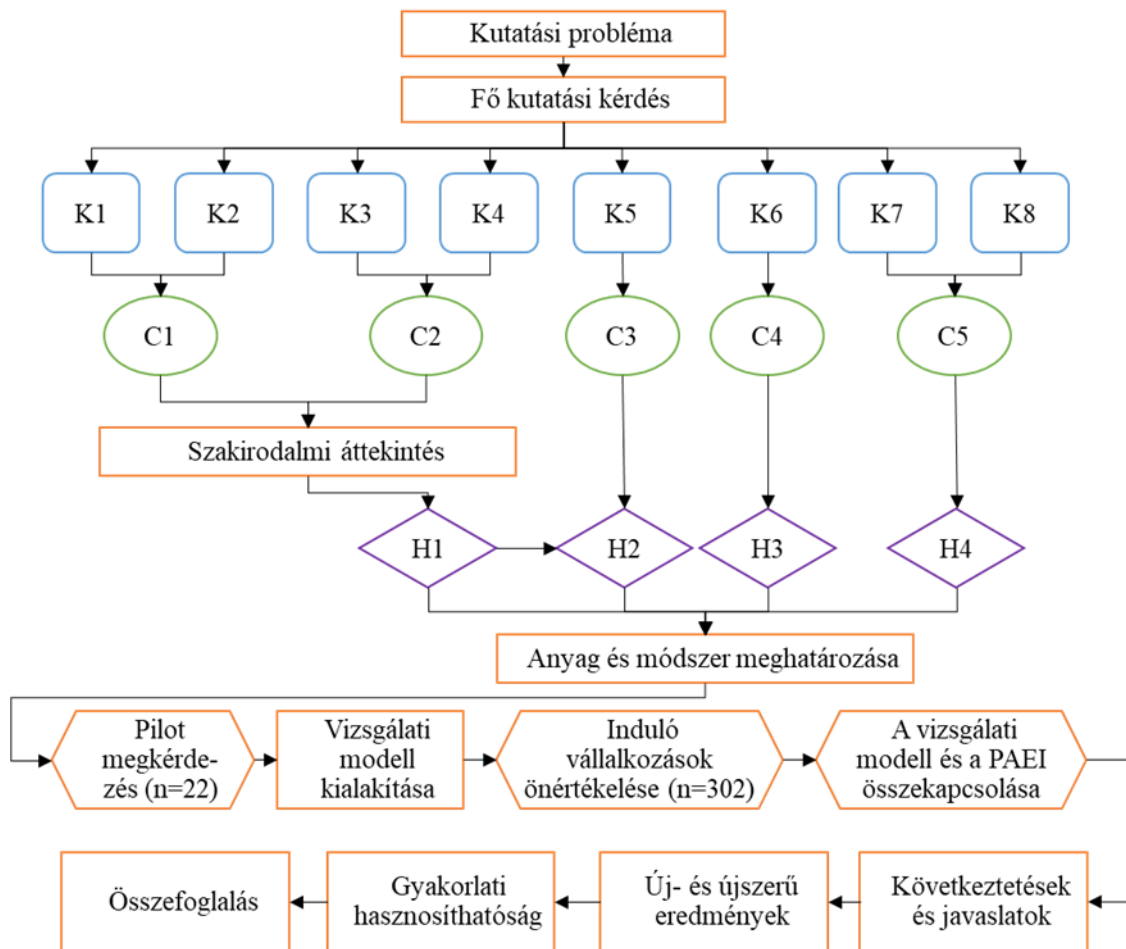 Kutatási probléma
Fő kutatási kérdés
K1
K2
K3
K4
K5
K6
K7
K8
C1
C2
C3
C4
C5
Szakirodalmi áttekintés
H1
H2
H3
H4
Anyag és módszer meghatározása
Pilot
megkérde-
zés (n=22)
Vizsgálati
modell
kialakítása
Induló
vállalkozások
önértékelése (n=302)
A vizsgálati
modell és a PAEI
összekapcsolása
Következtetések
és javaslatok
Új- és újszerű
eredmények
Gyakorlati
hasznosíthatóság
Összefoglalás